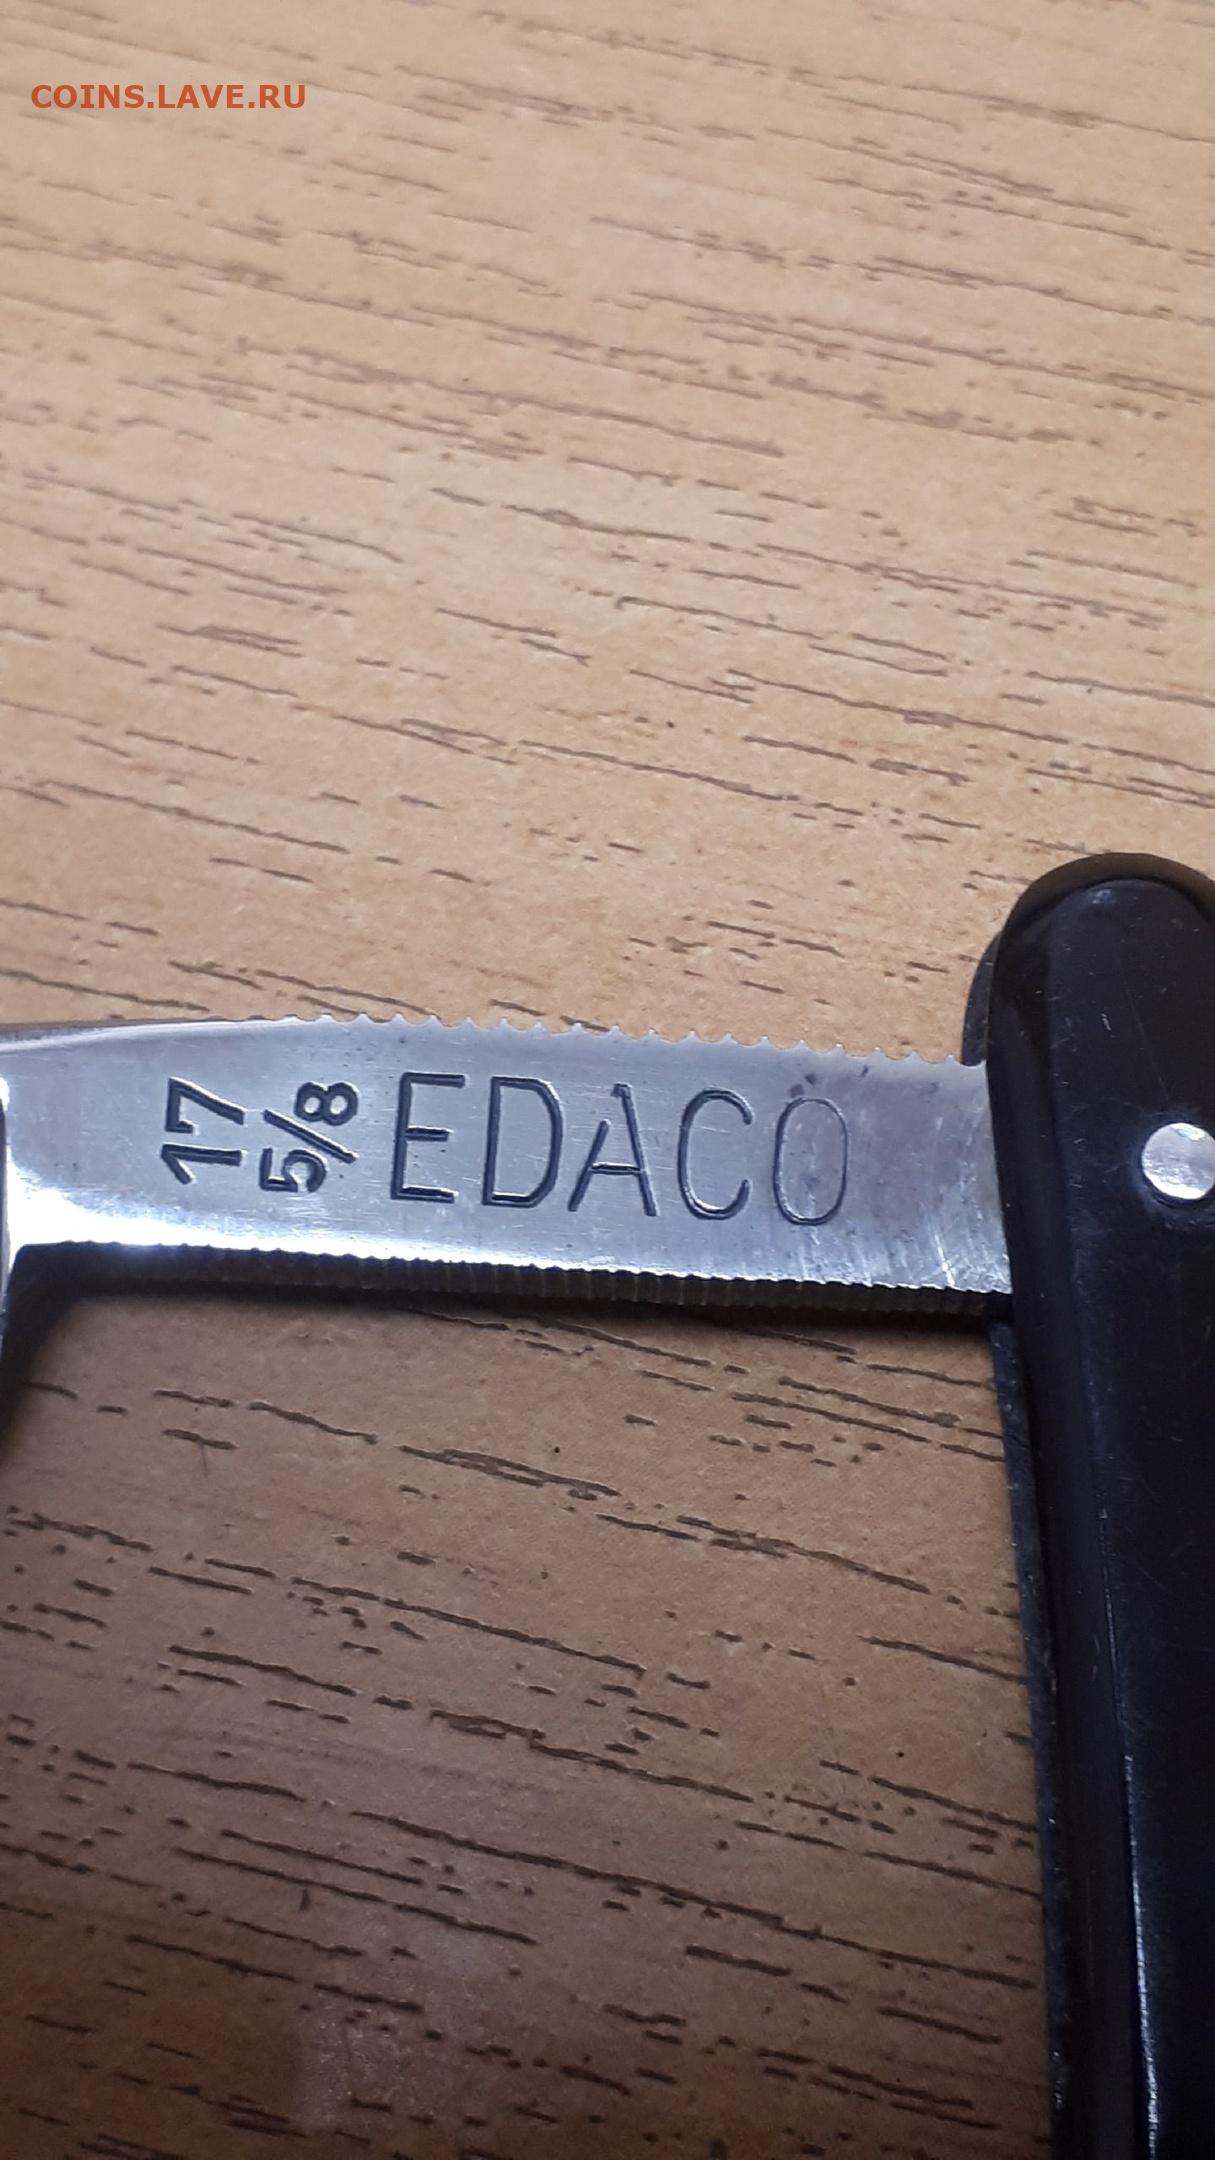 COINS.LAVE.RU
17
5/8
EDACO